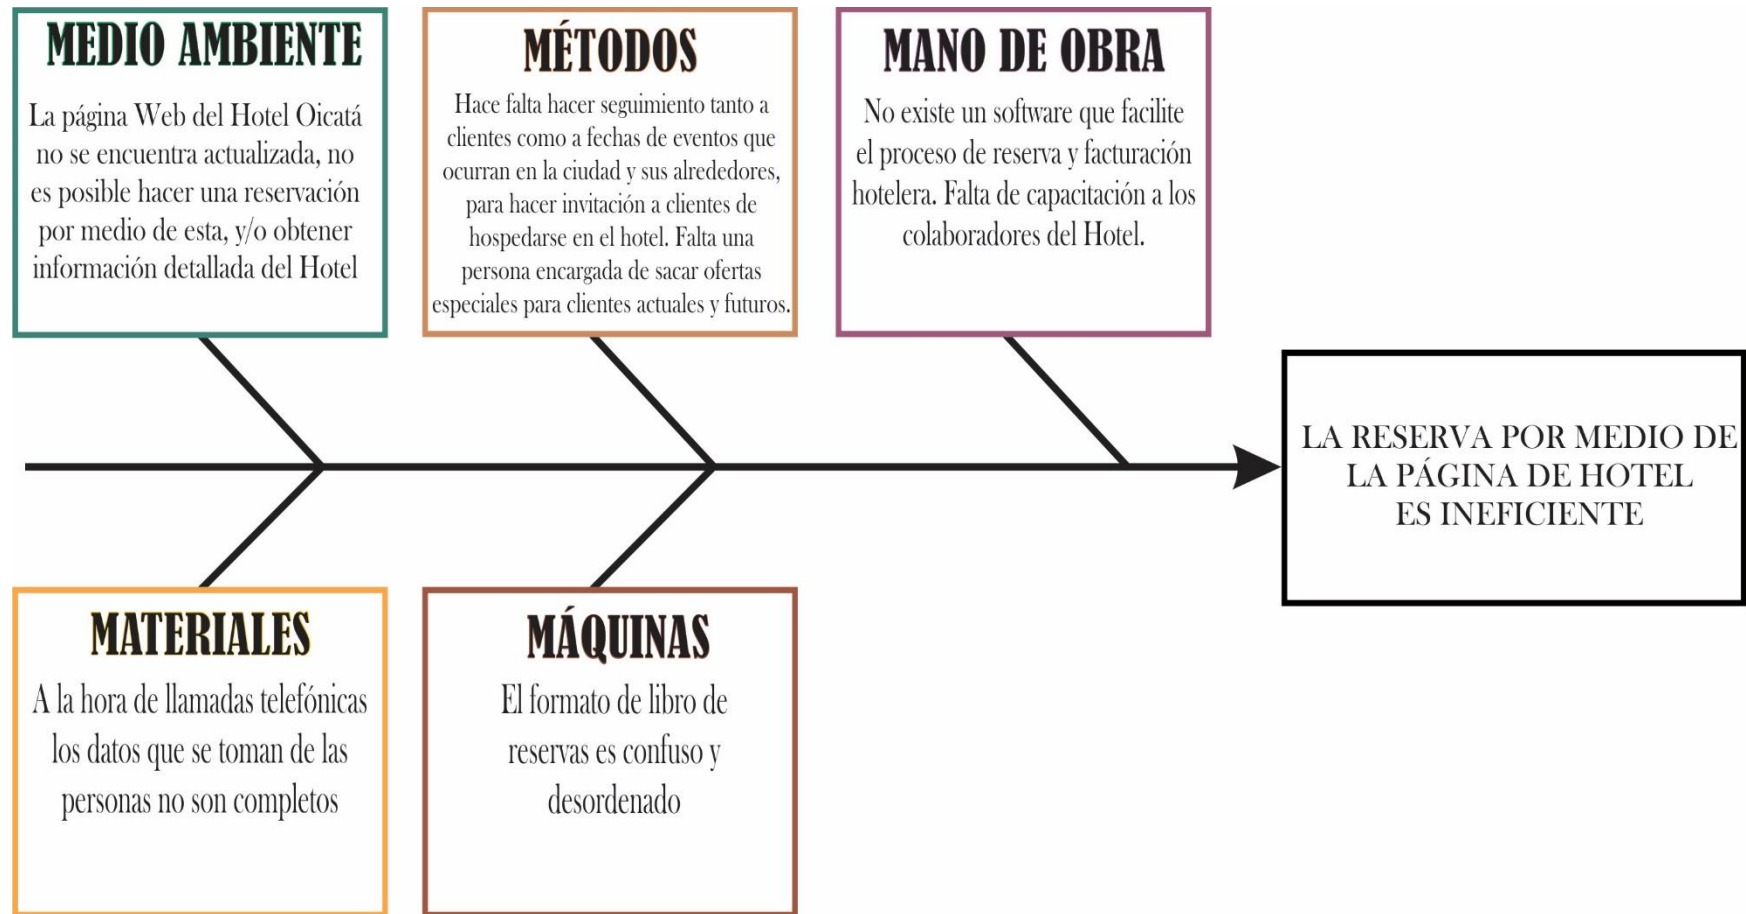 MEDIO AMBIENTE
La página Web del Hotel Oicatá
no se encuentra actualizada, no
es posible hacer una reservación
por medio de esta, y/o obtener
información detallada del Hotel
MÉTODOS
Hace falta hacer seguimiento tanto a
clientes como a fechas de eventos que
ocurran en la ciudad y sus alrededores,
para hacer invitación a clientes de
hospedarse en el hotel. Falta una
persona encargada de sacar ofertas
especiales para clientes actuales y futuros.
MANO DE OBRA
No existe un software que facilite
el proceso de reserva y facturación
hotelera. Falta de capacitación a los
colaboradores del Hotel.
LA RESERVA POR MEDIO DE
LA PÁGINA DE HOTEL
ES INEFICIENTE
MATERIALES
A la hora de llamadas telefónicas
los datos que se toman de las
personas no son completos
MÁQUINAS
El formato de libro de
reservas es confuso y
desordenado